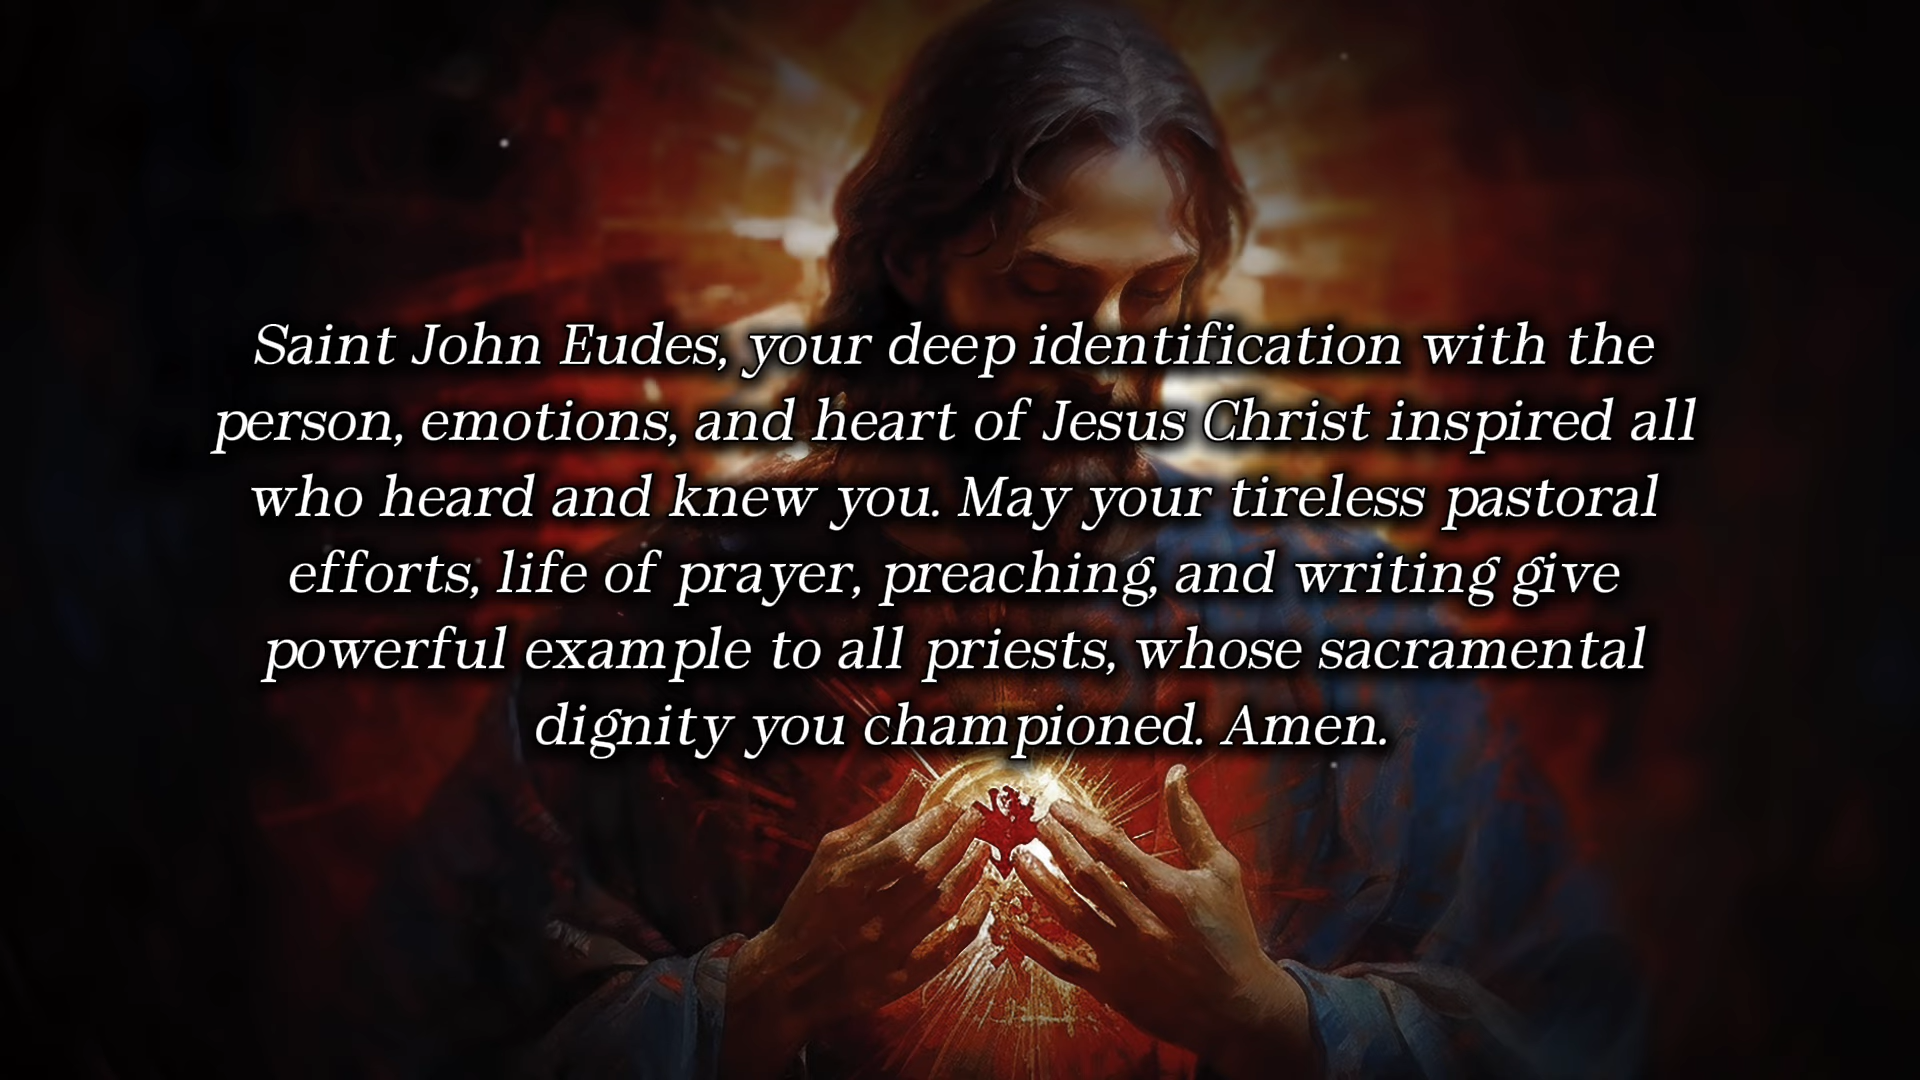 Saint John Eudes, your deep identification with the
person, emotions, and heart of Jesus Christ inspired all
who heard and knew you. May your tireless pastoral
efforts, life of prayer, preaching, and writing give
powerful example to all priests, whose sacramental
dignity you championed. Amen.